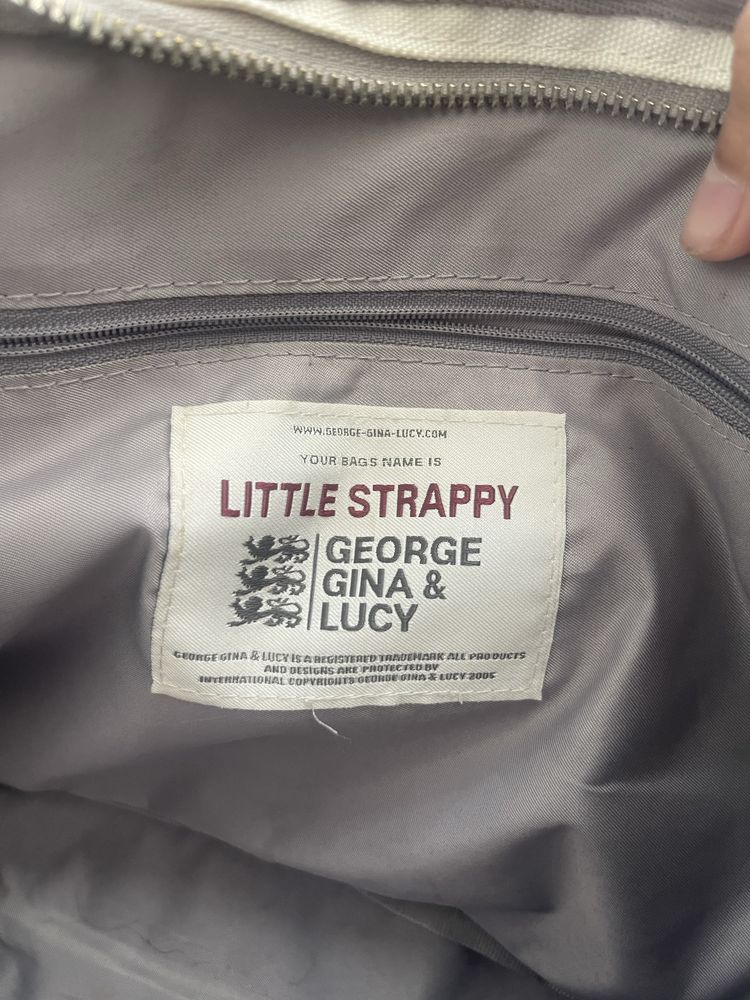 WWW.GEORGE-GINA-LUCY.COM
YOUR BAGS NAME IS
LITTLE STRAPPY
GEORGE
GINA &
LUCY
GEORGE GINA & LUCY IS A REGISTERED TRADEMARK ALL PRODUCTS
AND DESIGNS ARE PROTECTED BY
INTERNATIONAL COPYRIGHTS GEORGE GINA & LUCY 2005